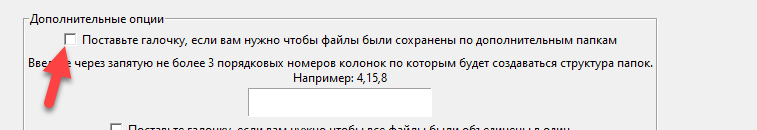 Дополнительные опции
Поставьте галочку, если вам нужно чтобы файлы были сохранены по дополнительным папкам
через запятую не более 3 порядковых номеров колонок по которым будет создаваться структура папок.
Например: 4,15,8
Поставьте галочку, если вам нужно чтобы все файлы были объединены в один